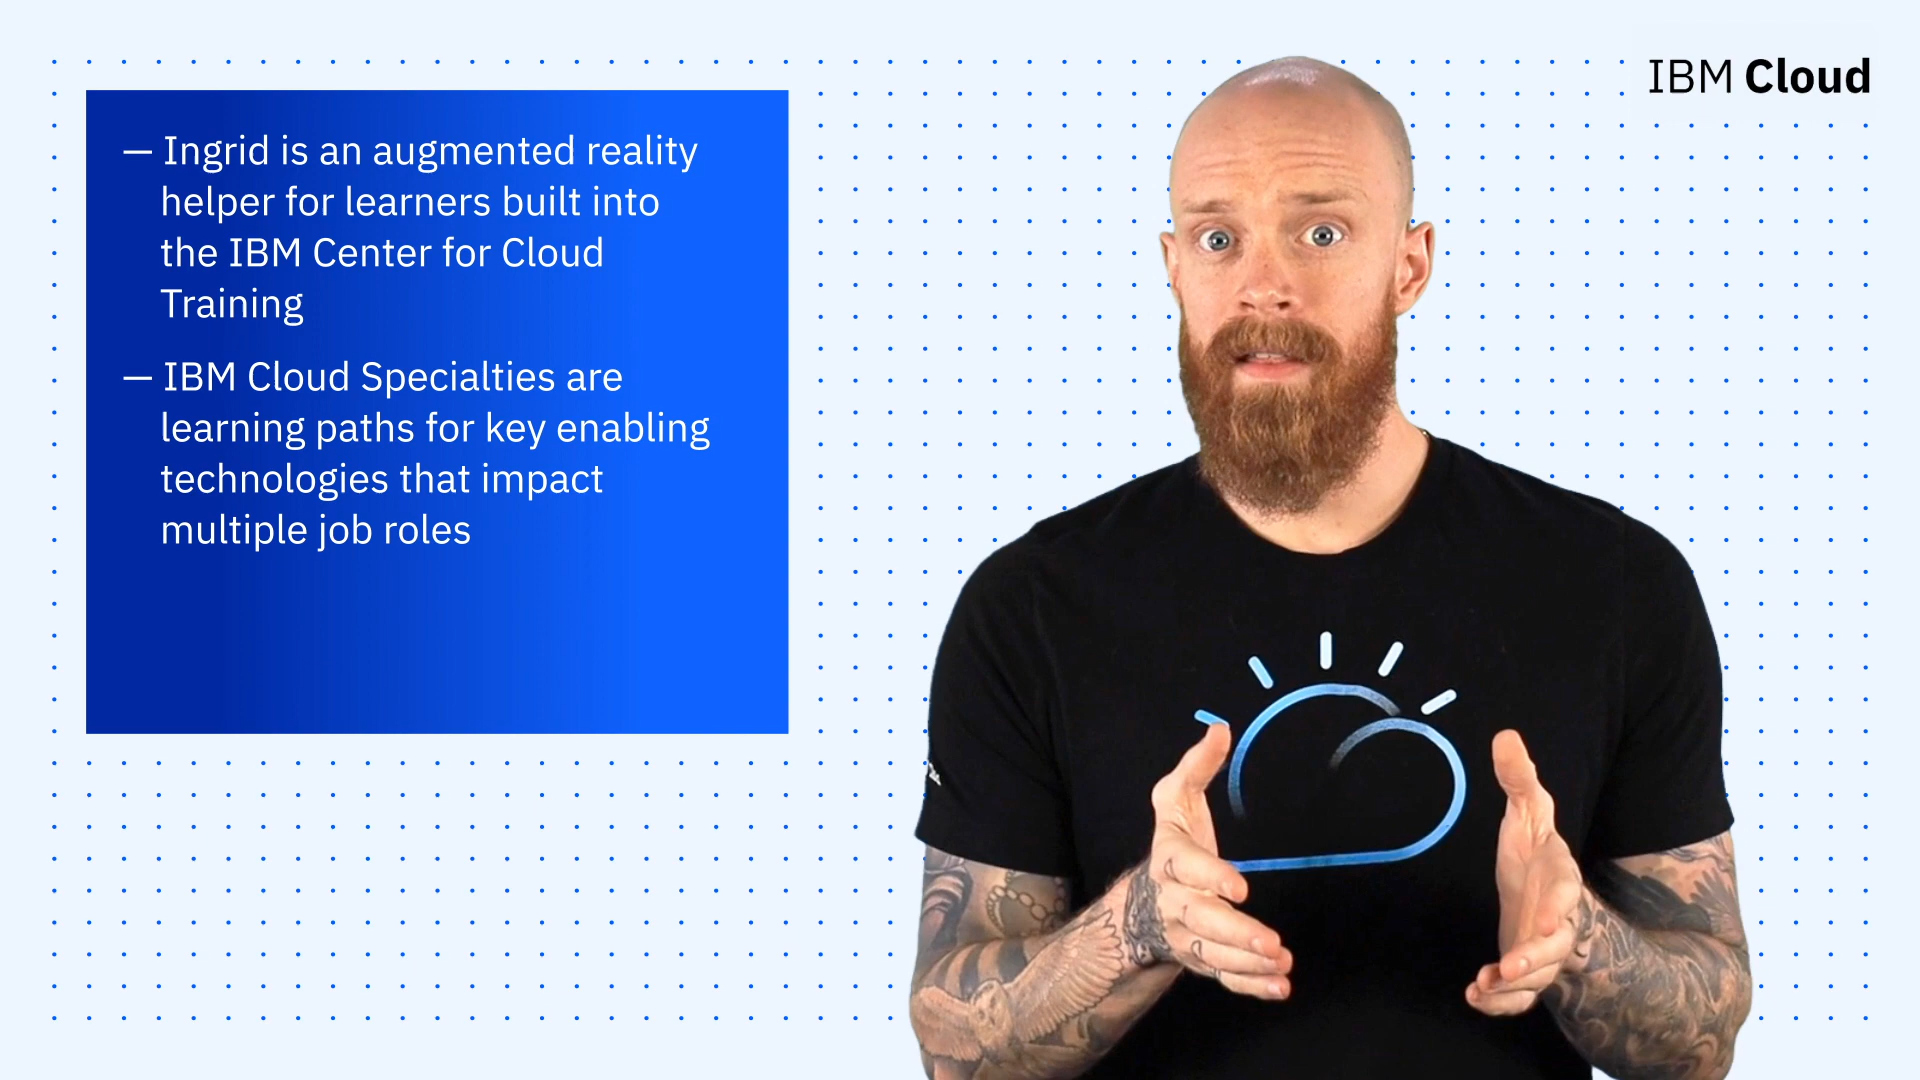 IBM Cloud
— Ingrid is an augmented reality
helper for learners built into
the IBM Center for Cloud
Training
— IBM Cloud Specialties are
learning paths for key enabling
technologies that impact
multiple job roles